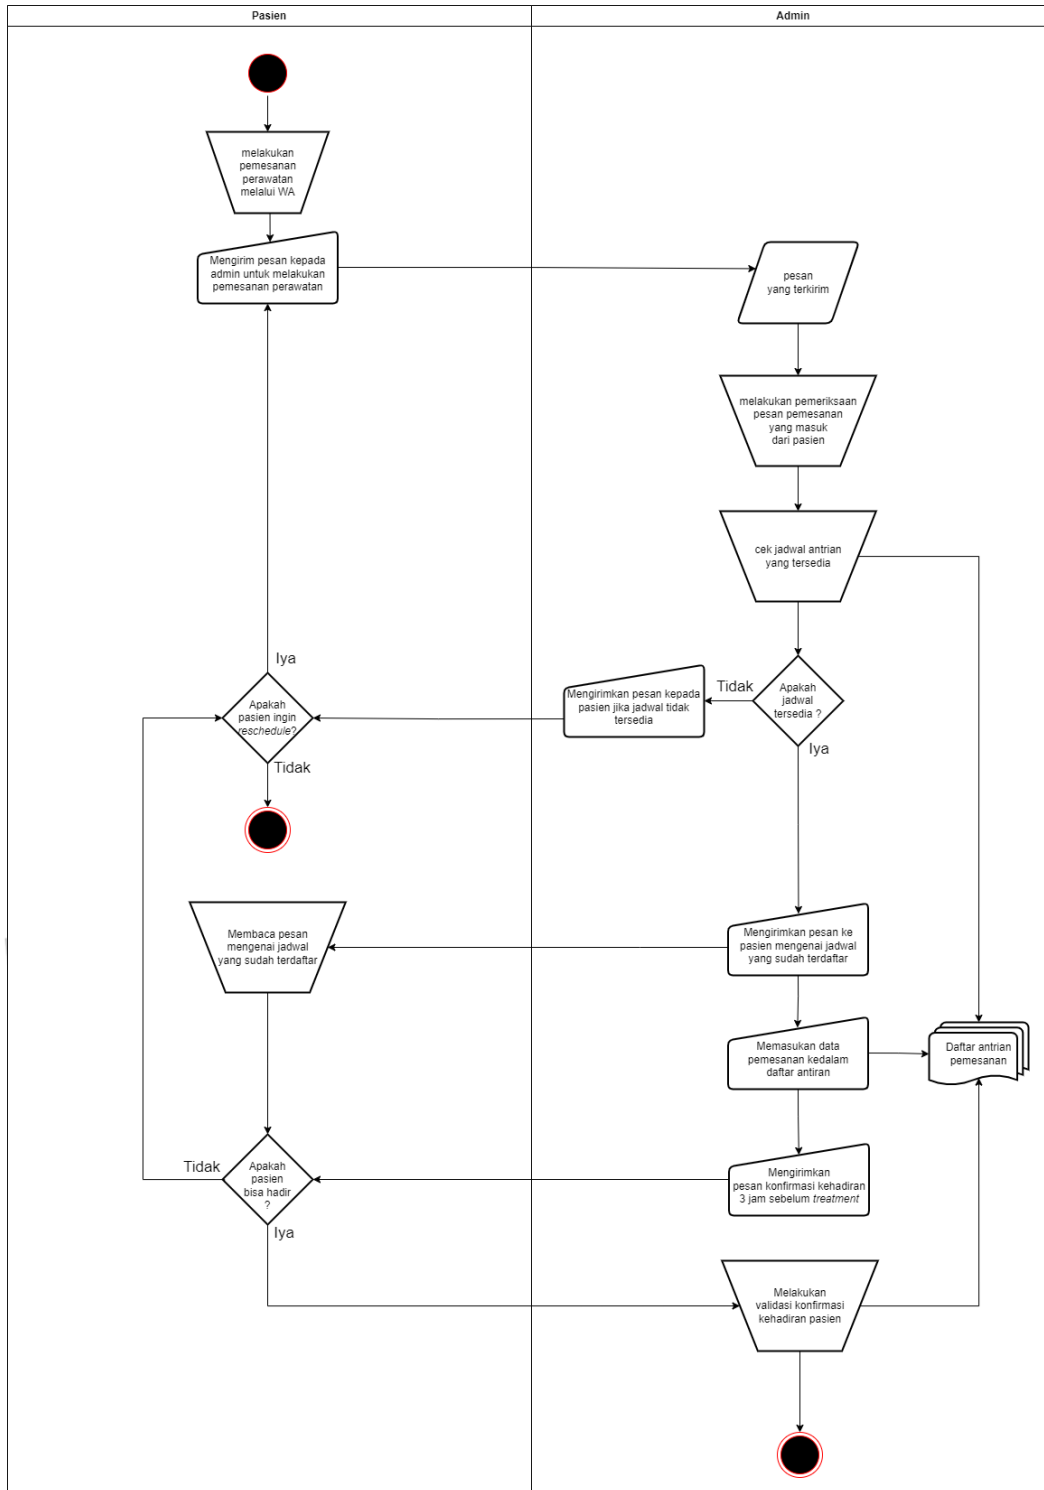 Pasien
Admin
melakukan
pemesanan
perawatan
melalui WA
Mengirim pesan kepada
admin untuk melakukan
pemesanan perawatan
pesan
yang terkirim
melakukan pemeriksaan
pesan pemesanan
yang masuk
dari pasien
cek jadwal antrian
yang tersedia
Apakah
jadwal
tersedia ?
Tidak
Iya
Mengirimkan pesan kepada
pasien jika jadwal tidak
tersedia
Iya
Apakah
pasien ingin
reschedule?
Tidak
Mengirimkan pesan ke
pasien mengenai jadwal
yang sudah terdaftar
Membaca pesan
mengenai jadwal
yang sudah terdaftar
Memasukan data
pemesanan kedalam
daftar antiran
Daftar antrian
pemesanan
Mengirimkan
pesan konfirmasi kehadiran
3 jam sebelum treatment
Tidak
Apakah
pasien
bisa hadir
?
Iya
Melakukan
validasi konfirmasi
kehadiran pasien